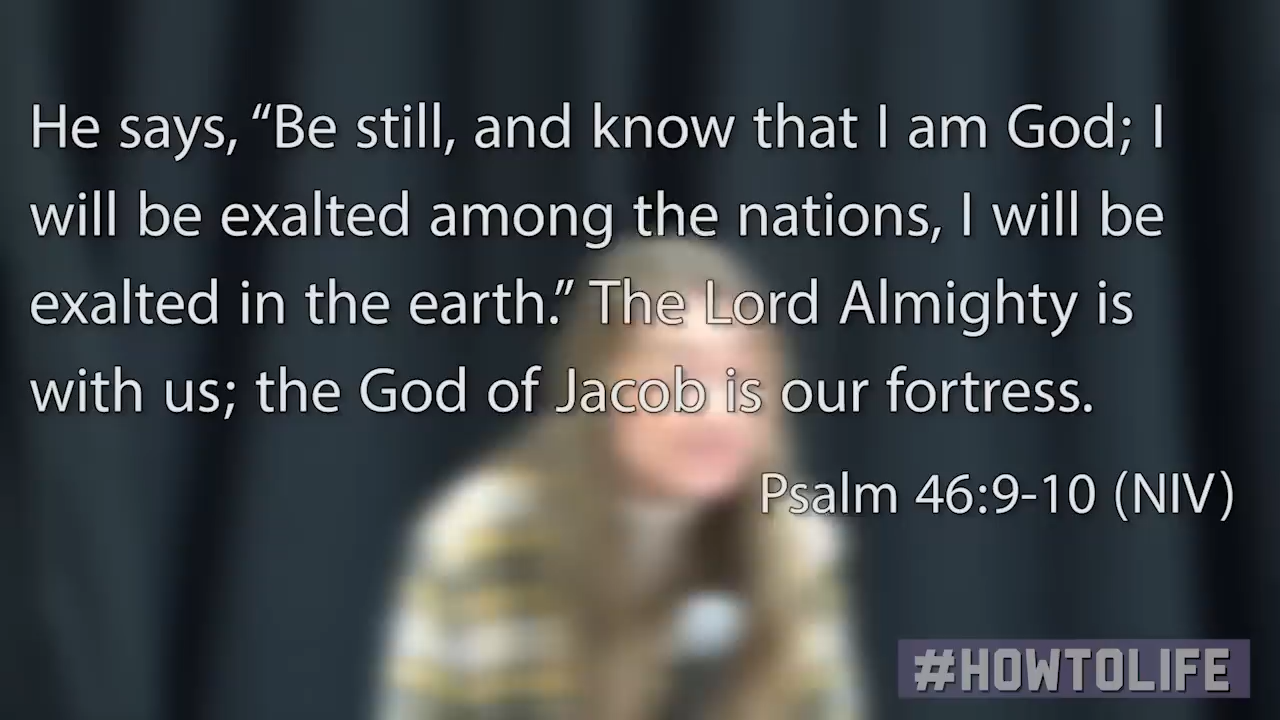 He says, “Be still, and know that I am God; I
will be exalted among the nations, I will be
exalted in the earth.” The Lord Almighty is
with us; the God of Jacob is our fortress.
Psalm 46:9-10 (NIV)
#HOWTOLIFE